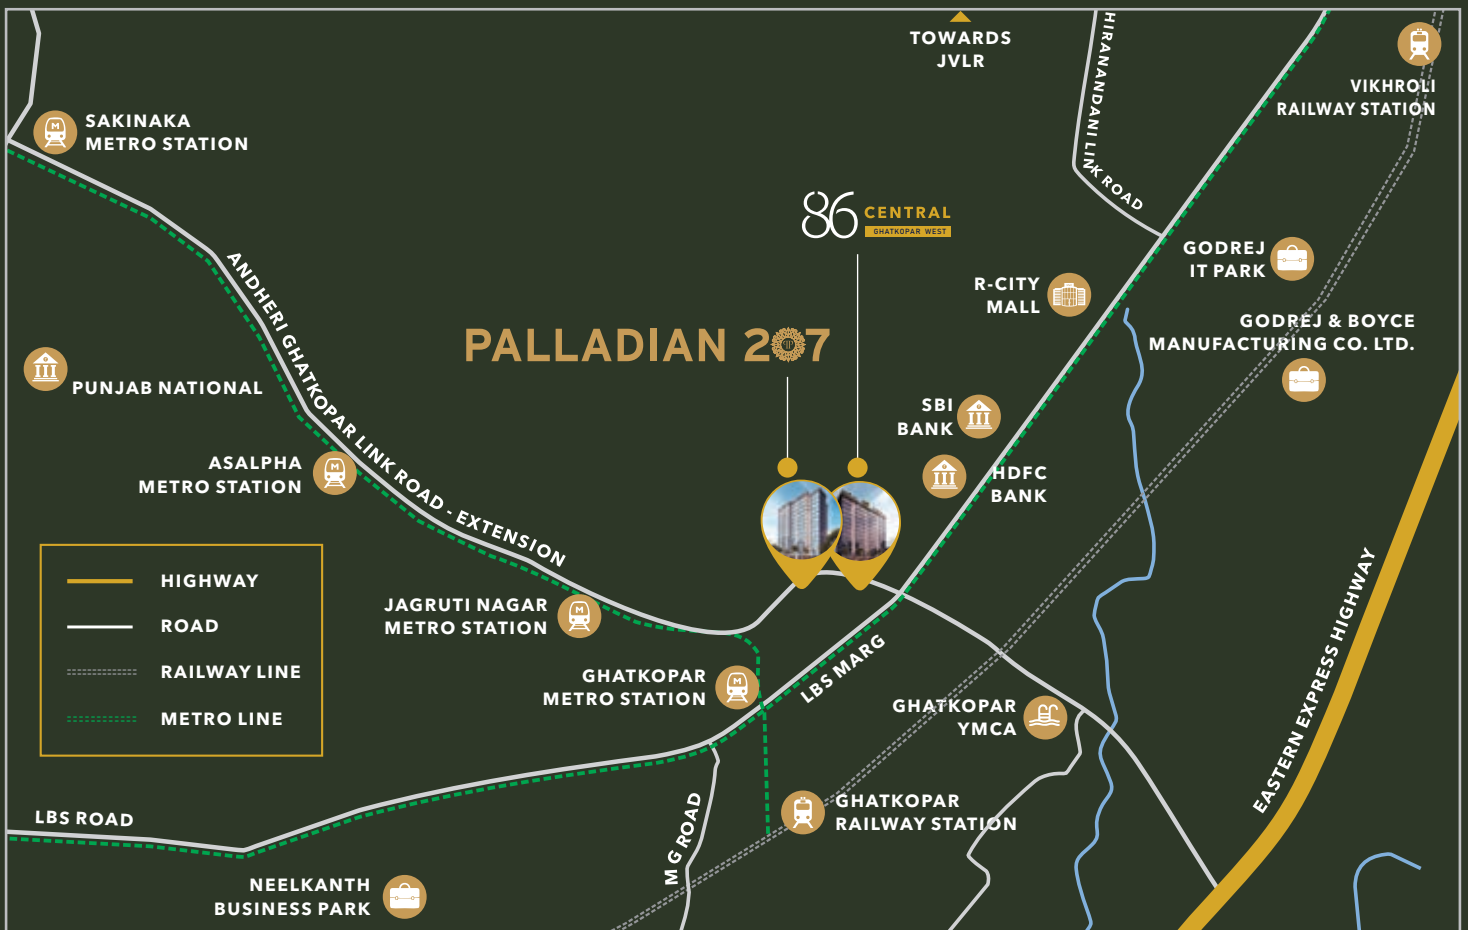 TOWARDS
JVLR
HIRANANDANI LINK ROAD
VIKHROLI
RAILWAY STATION
SAKINAKA
METRO STATION
86 CENTRAL
GHATKOPAR WEST
GODREJ
IT PARK
R-CITY
MALL
GODREJ & BOYCE
MANUFACTURING CO. LTD.
ANDHERI GHATKOPAR LINK ROAD - EXTENSION
PALLADIAN 207
PUNJAB NATIONAL
SBI
BANK
ASALPHA
METRO STATION
HDFC
BANK
HIGHWAY
ROAD
RAILWAY LINE
METRO LINE
JAGRUTI NAGAR
METRO STATION
EASTERN EXPRESS HIGHWAY
GHATKOPAR
METRO STATION
LBS MARG
GHATKOPAR
YMCA
LBS ROAD
M G ROAD
GHATKOPAR
RAILWAY STATION
NEELKANTH
BUSINESS PARK